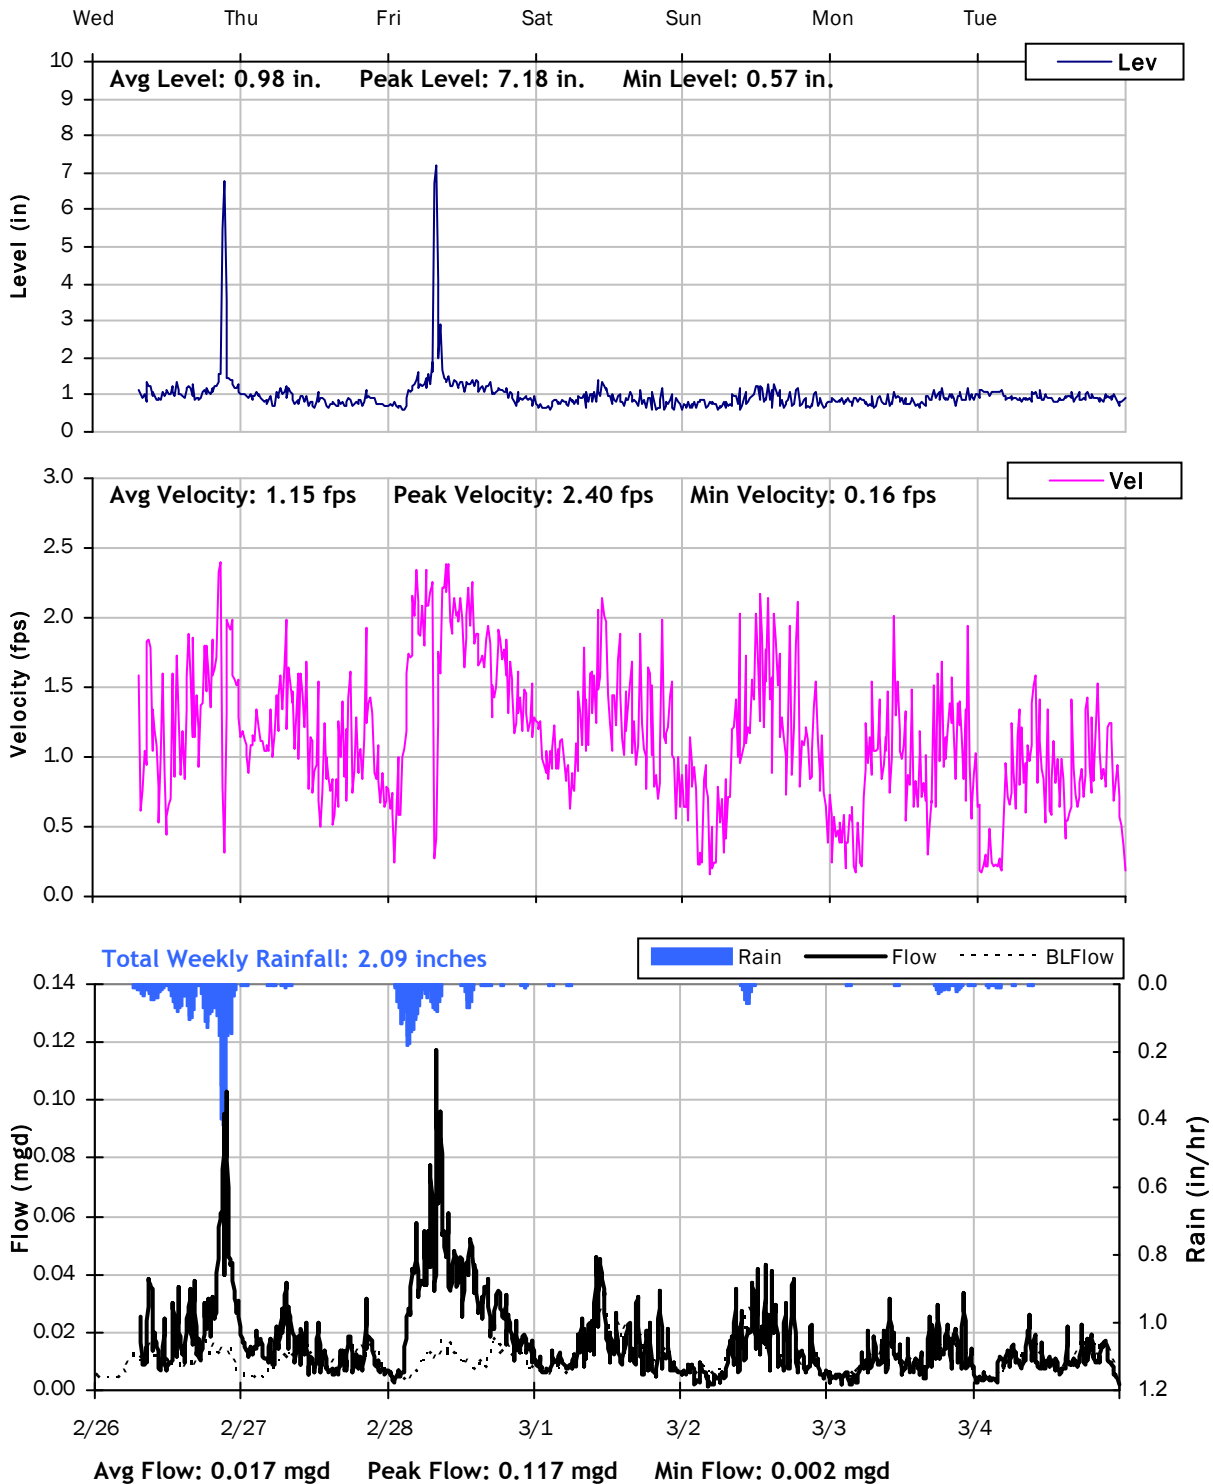 Wed Thu Fri Sat Sun Mon Tue
Lev
Avg Level: 0.98 in. Peak Level: 7.18 in. Min Level: 0.57 in.
10
9
8
7
6
5
4
3
2
1
0
Level (in)
Vel
Avg Velocity: 1.15 fps Peak Velocity: 2.40 fps Min Velocity: 0.16 fps
3.0
2.5
2.0
1.5
1.0
0.5
0.0
Velocity (fps)
Total Weekly Rainfall: 2.09 inches
Rain Flow BLFlow
0.14
0.12
0.10
0.08
0.06
0.04
0.02
0.00
Flow (mgd)
0.0
0.2
0.4
0.6
0.8
1.0
1.2
Rain (in/hr)
2/26 2/27 2/28 3/1 3/2 3/3 3/4
Avg Flow: 0.017 mgd Peak Flow: 0.117 mgd Min Flow: 0.002 mgd